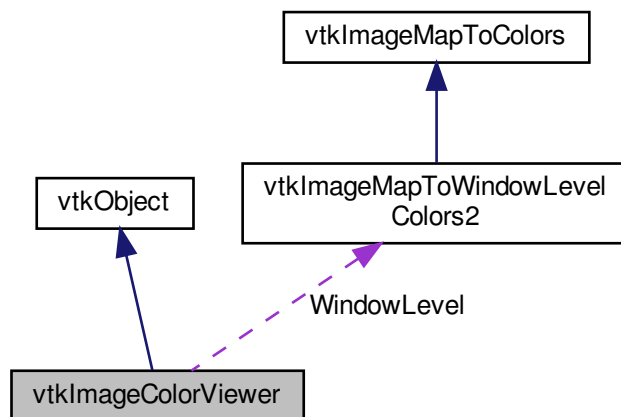 vtkImageMapToColors
vtkObject
vtkImageMapToWindowLevel
Colors2
WindowLevel
vtkImageColorViewer